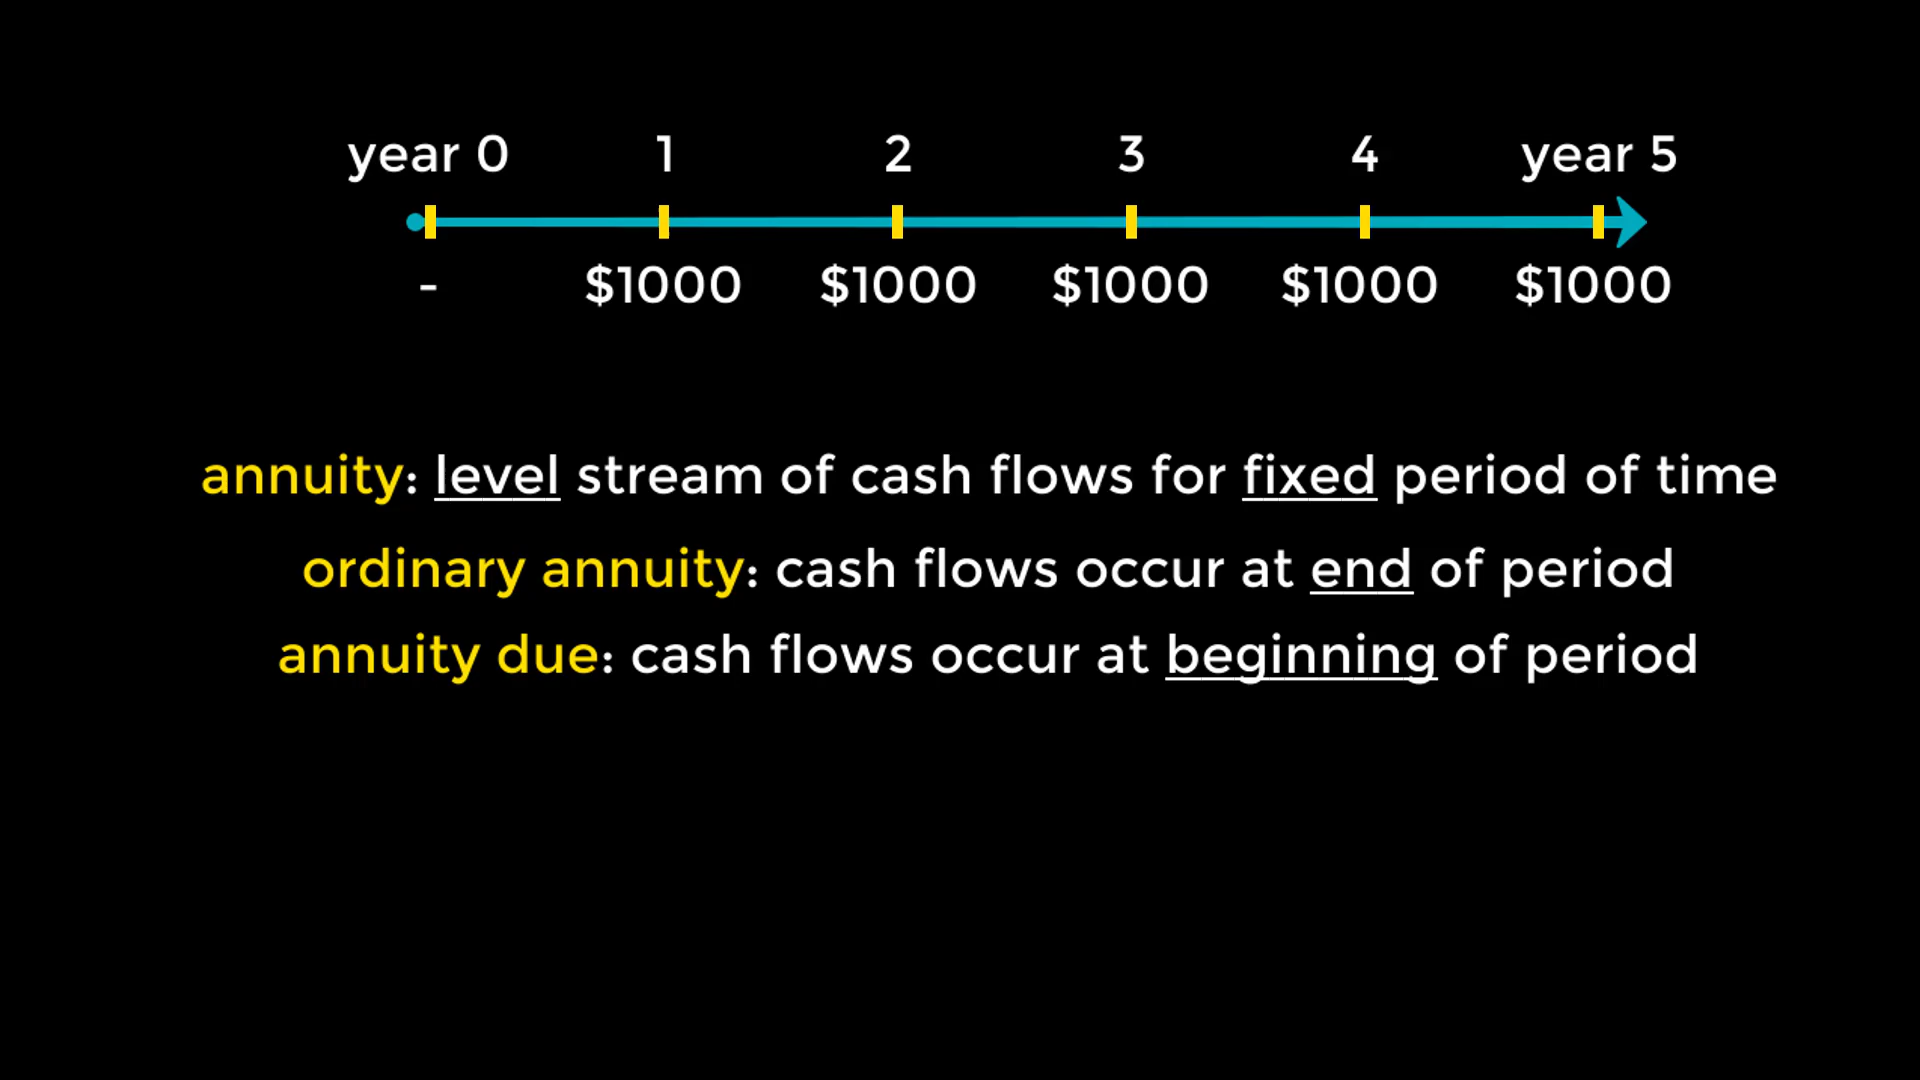 year 0 1 2 3 4 year 5
- $1000 $1000 $1000 $1000 $1000
annuity: level stream of cash flows for fixed period of time
ordinary annuity: cash flows occur at end of period
annuity due: cash flows occur at beginning of period